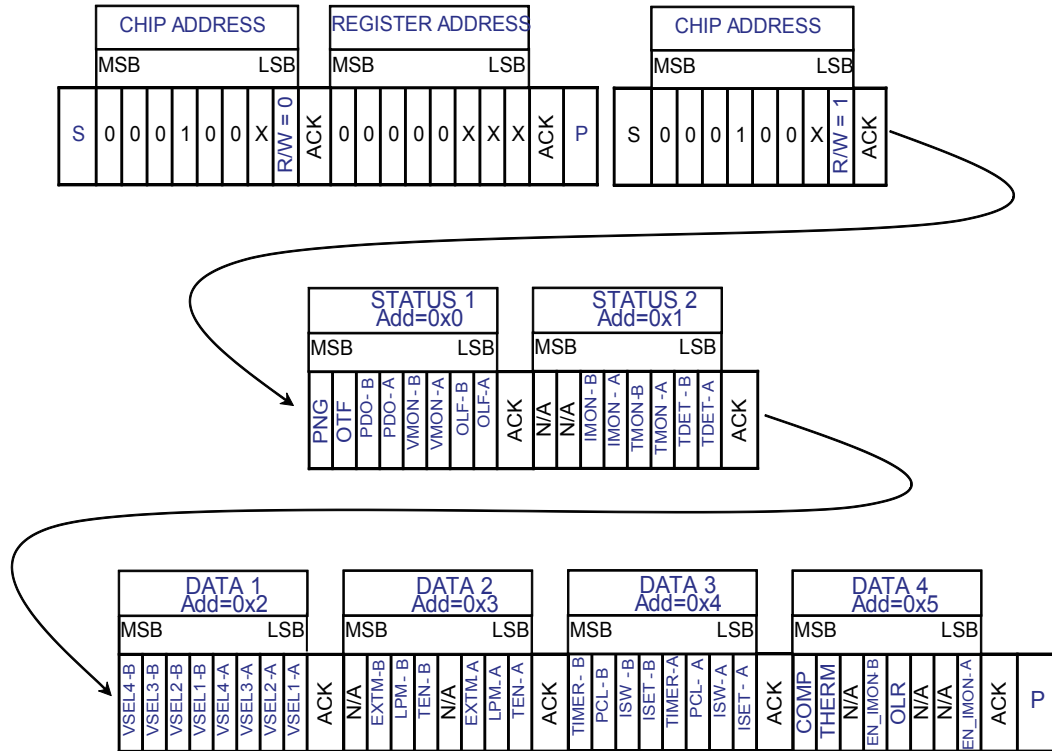 CHIP ADDRESS
REGISTER ADDRESS
CHIP ADDRESS
MSB LSB
MSB LSB
MSB LSB
S 0 0 0 1 0 0 X R/W = 0 ACK 0 0 0 0 0 X X X ACK P
S 0 0 0 1 0 0 X R/W = 1 ACK
STATUS 1
Add=0x0
STATUS 2
Add=0x1
MSB LSB
MSB LSB
PNG
OTF
PDO- B
PDO- A
VMON - B
VMON - A
OLF- B
OLF-A
ACK
N/A
N/A
IMON - B
IMON - A
TMON -B
TMON - A
TDET - B
TDET- A
ACK
DATA 1
Add=0x2
DATA 2
Add=0x3
DATA 3
Add=0x4
DATA 4
Add=0x5
MSB LSB
MSB LSB
MSB LSB
MSB LSB
VSEL4-B
VSEL3-B
VSEL2-B
VSEL1-B
VSEL4-A
VSEL3-A
VSEL2-A
VSEL1-A
ACK
N/A
EXTM-B
LPM- B
TEN- B
N/A
EXTM-A
LPM- A
TEN- A
ACK
TIMER- B
PCL- B
ISW -B
ISET -B
TIMER-A
PCL- A
ISW- A
ISET - A
ACK
COMP
THERM
N/A
EN_IMON-B
OLR
N/A
N/A
EN_IMON- A
ACK
P